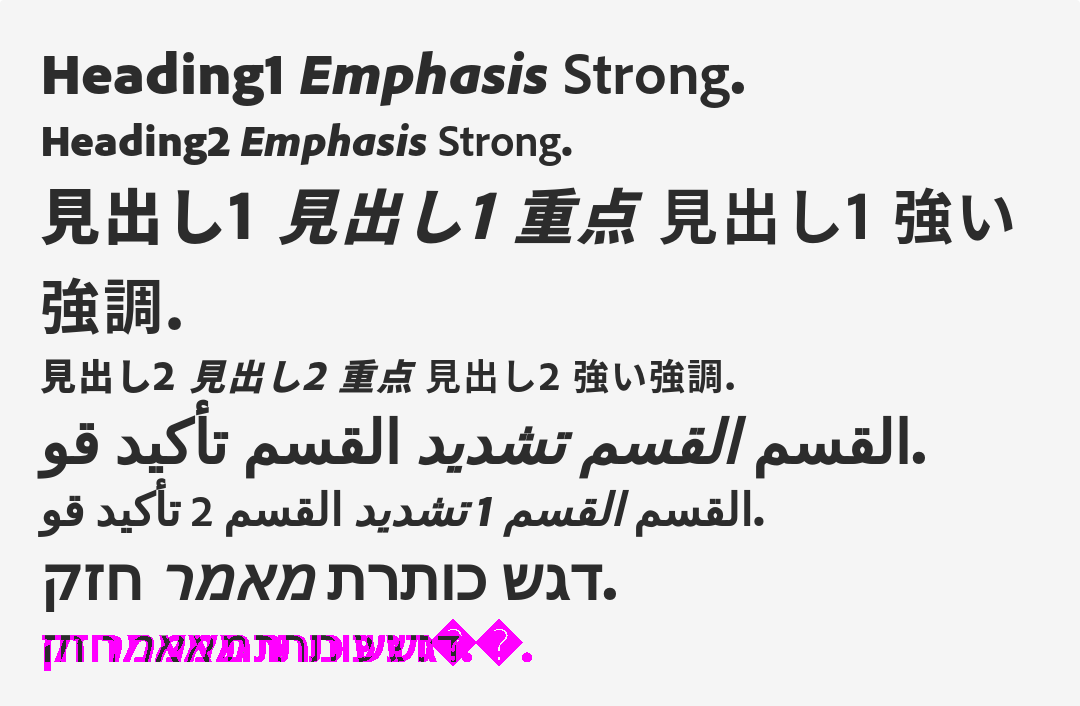 Heading1 Emphasis Strong.
Heading2 Emphasis Strong.
見出し1 見出し1 重点 見出し1 強い
強調.
見出し2 見出し2 重点 見出し2 強い強調.
القسم القسم تشديد القسم تأكيد قو.
القسم القسم 1 تشديد القسم 2 تأكيد قو.
דגש כותרת מאמר חזק.